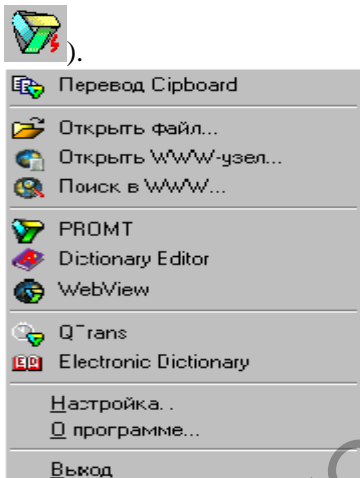 ).
Перевод Cipboard
Открыть файл...
Открыть WWW-узел...
Поиск в WWW...
PROMT
Dictionary Editor
WebView
QTrans
Electronic Dictionary
Настройка...
О программе...
Выход